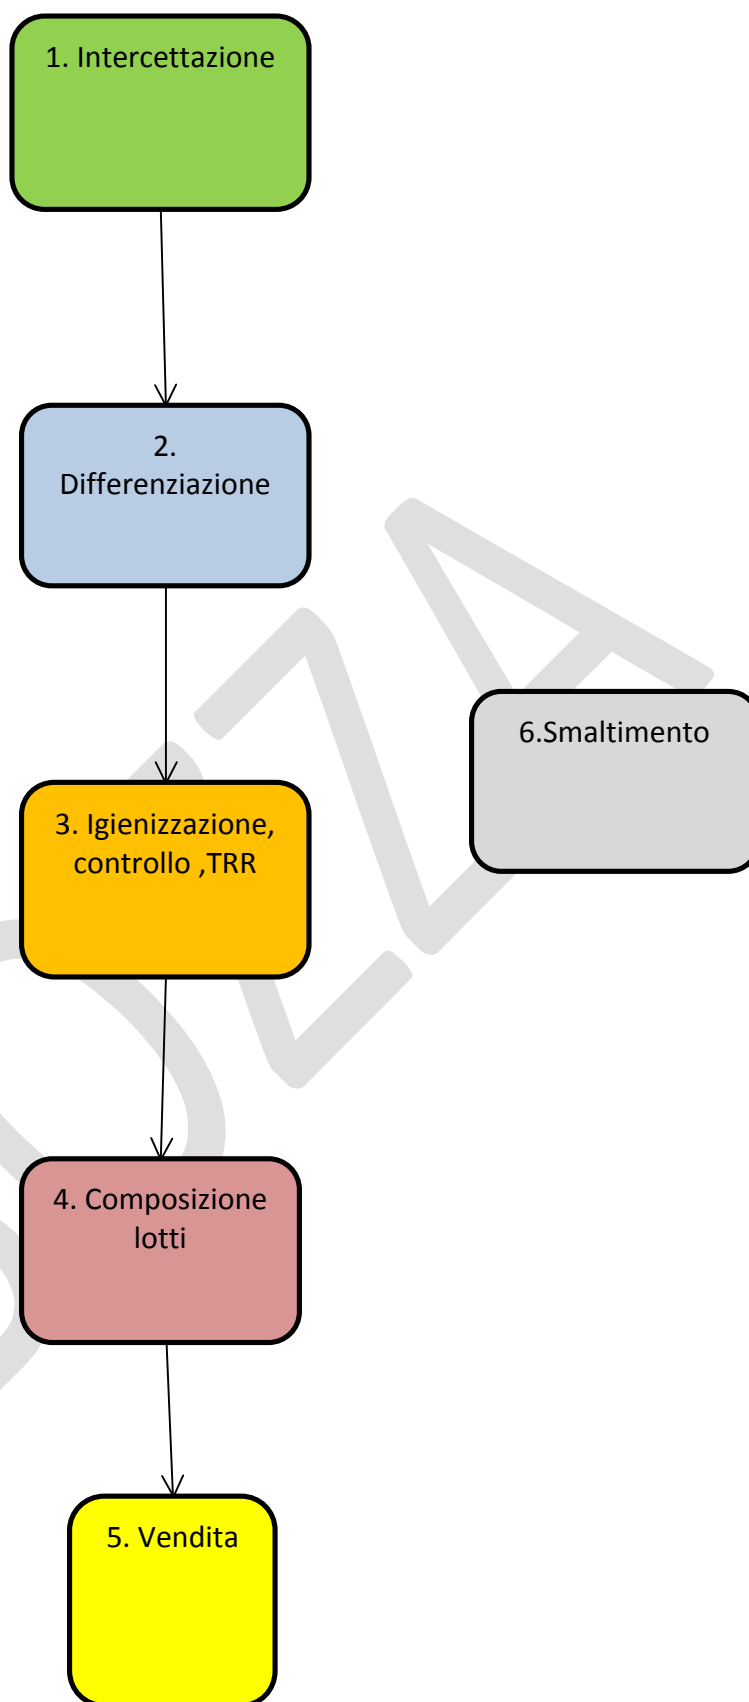 1. Intercettazione
2.
Differenziazione
6.Smaltimento
3. Igienizzazione,
controllo ,TRR
4. Composizione
lotti
5. Vendita